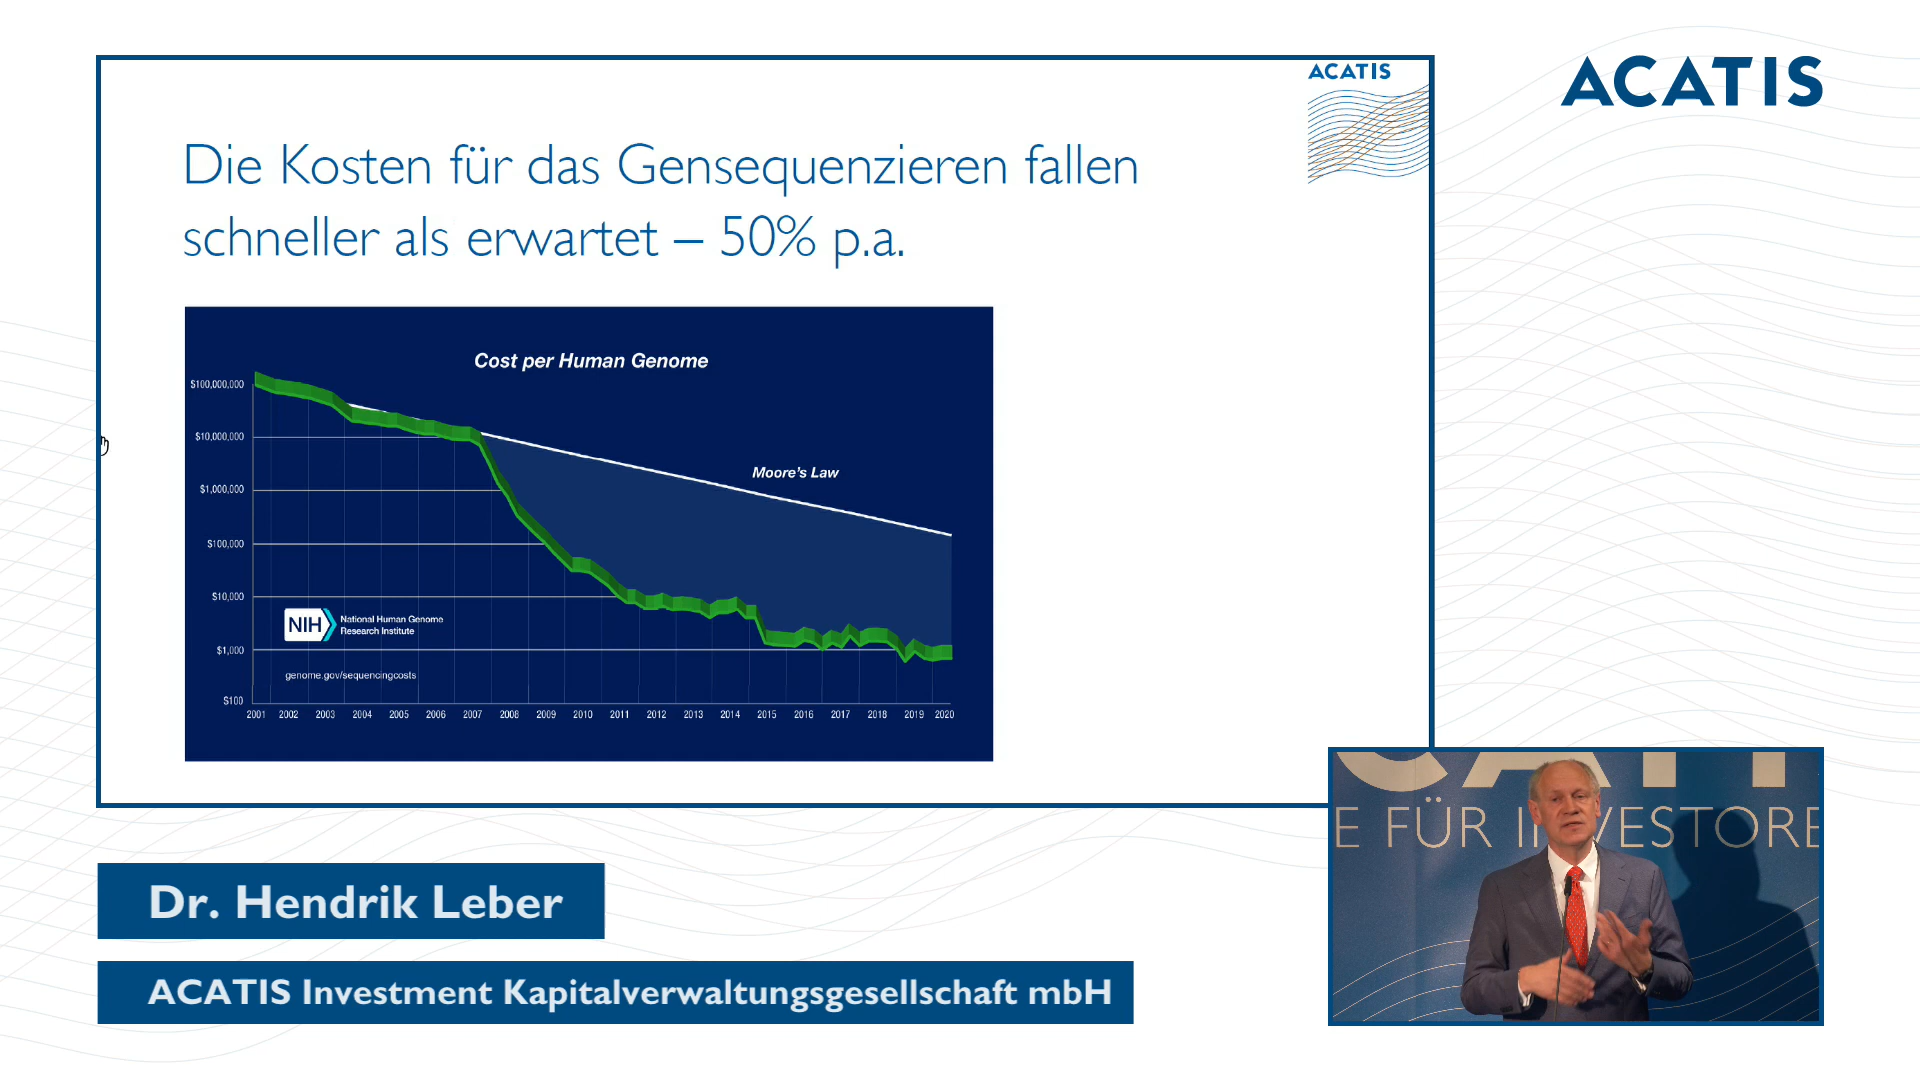 ACATIS
ACATIS
Die Kosten für das Gensequenzieren fallen
schneller als erwartet – 50% p.a.
Cost per Human Genome
$100,000,000
$10,000,000
$1,000,000
$100,000
$10,000
$1,000
$100
Moore's Law
NIH
National Human Genome
Research Institute
genome.gov/sequencingcosts
2001 2002 2003 2004 2005 2006 2007 2008 2009 2010 2011 2012 2013 2014 2015 2016 2017 2018 2019 2020
CATI
E FÜR INVESTORE
Dr. Hendrik Leber
ACATIS Investment Kapitalverwaltungsgesellschaft mbH